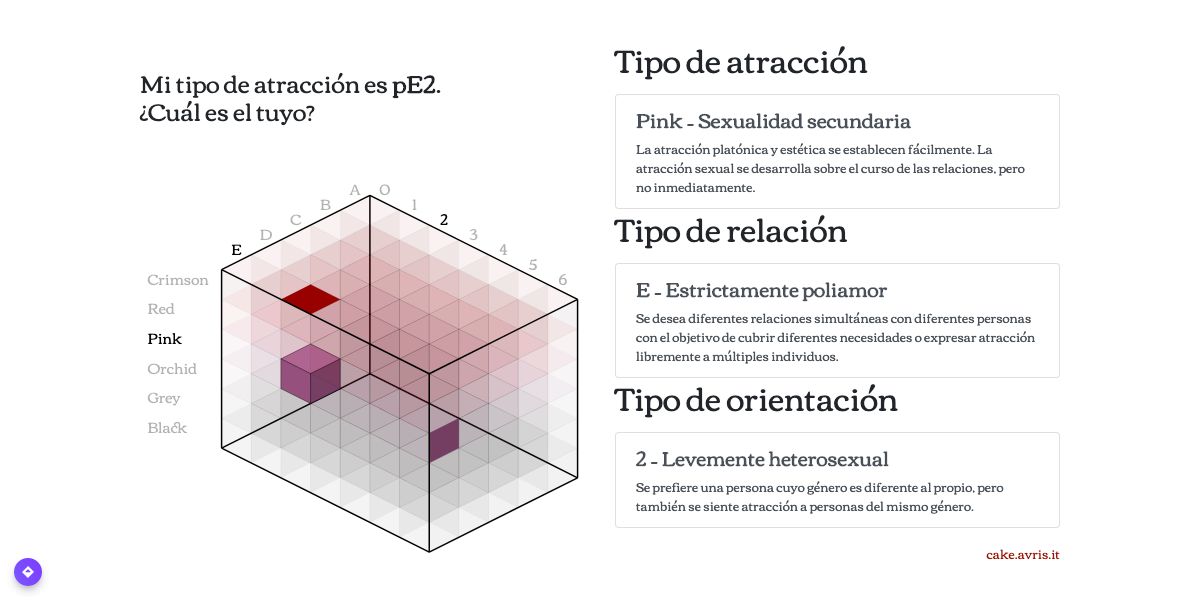 Mi tipo de atracción es pE2.
¿Cuál es el tuyo?
A
B
C
D
E
0
1
2
3
4
5
6
Crimson
Red
Pink
Orchid
Grey
Black
Tipo de atracción
Pink - Sexualidad secundaria
La atracción platónica y estética se establecen fácilmente. La
atracción sexual se desarrolla sobre el curso de las relaciones, pero
no inmediatamente.
Tipo de relación
E - Estrictamente poliamor
Se desea diferentes relaciones simultáneas con diferentes personas
con el objetivo de cubrir diferentes necesidades o expresar atracción
libremente a múltiples individuos.
Tipo de orientación
2 - Levemente heterosexual
Se prefiere una persona cuyo género es diferente al propio, pero
también se siente atracción a personas del mismo género.
cake.avris.it